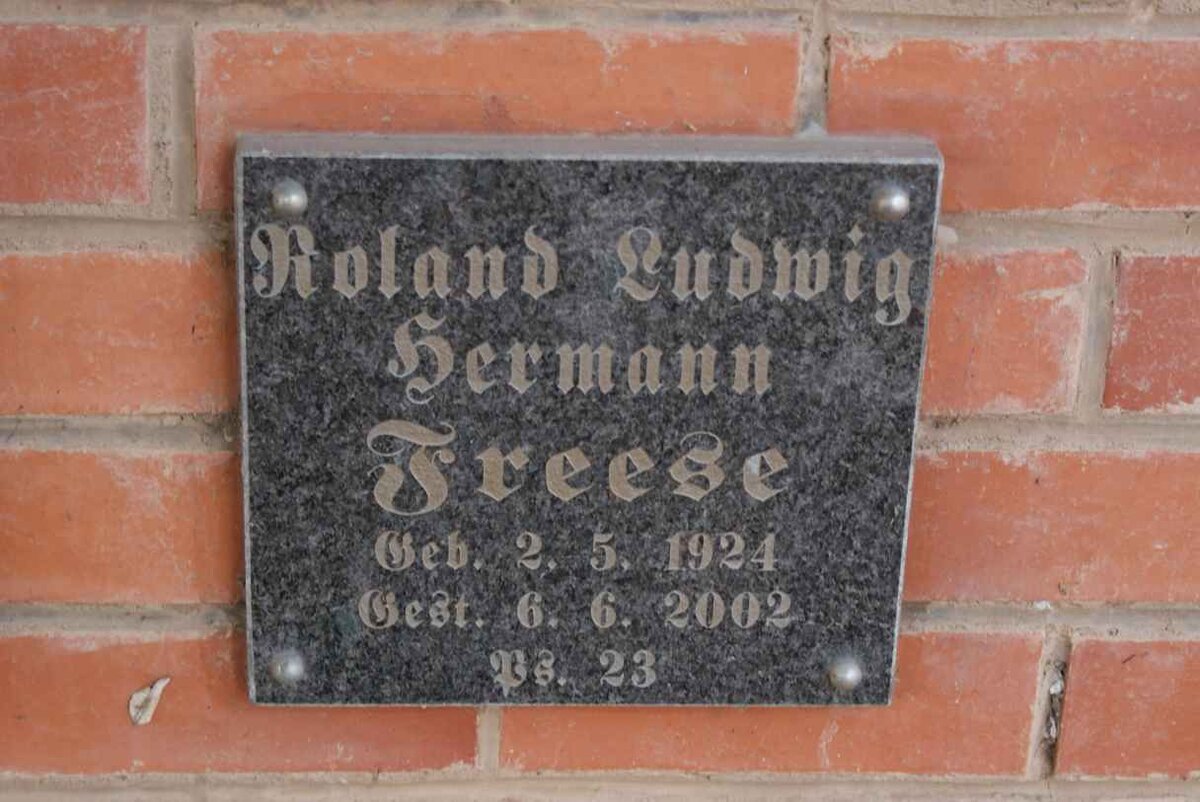 Roland Ludwig
Hermann
Freese
Geb. 2. 5. 1924
Gest. 6. 6. 2002
Ps. 23